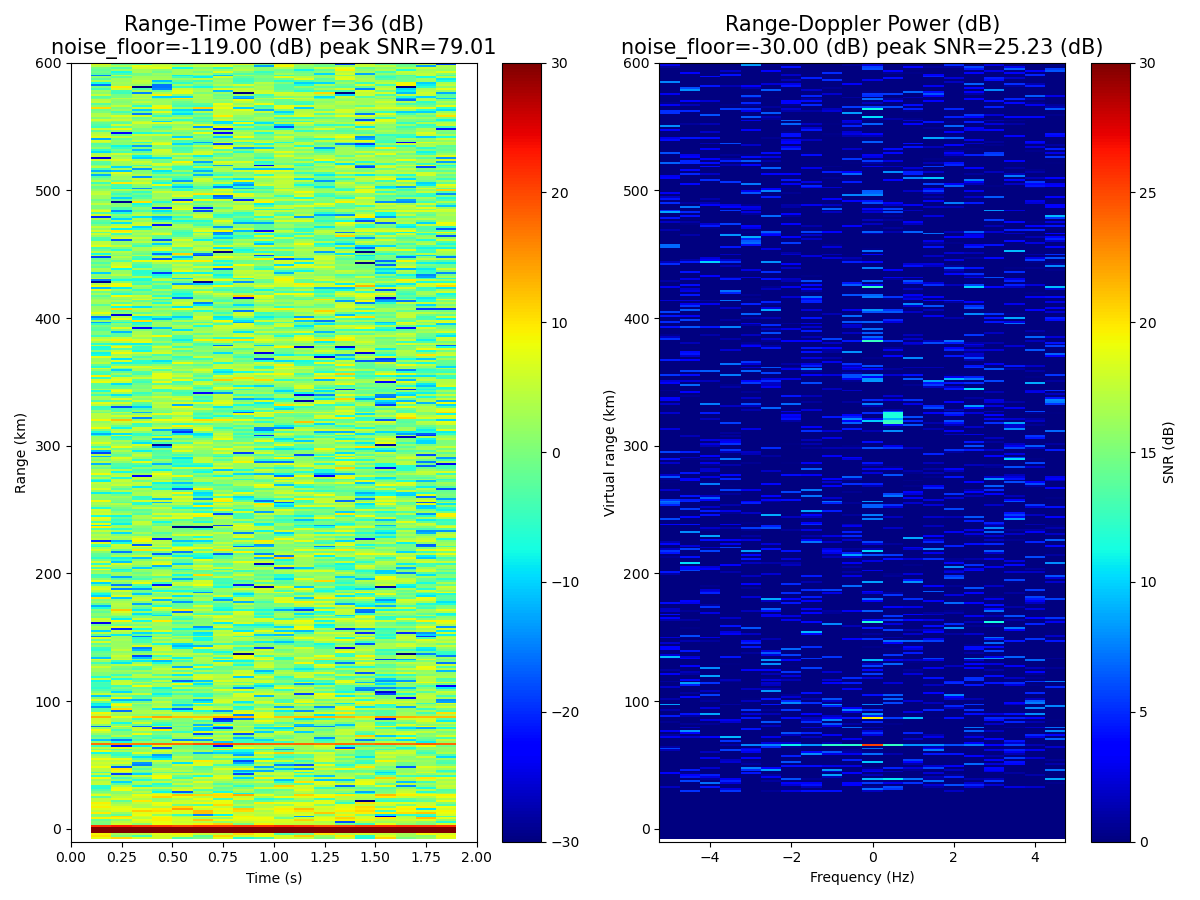 Range-Time Power f=36 (dB)
noise_floor=-119.00 (dB) peak SNR=79.01
600
500
400
300
200
100
0
Range (km)
0.00 0.25 0.50 0.75 1.00 1.25 1.50 1.75 2.00
Time (s)
30
20
10
0
−10
−20
−30
Range-Doppler Power (dB)
noise_floor=-30.00 (dB) peak SNR=25.23 (dB)
600
500
400
300
200
100
0
Virtual range (km)
−4 −2 0 2 4
Frequency (Hz)
30
25
20
15
10
5
0
SNR (dB)